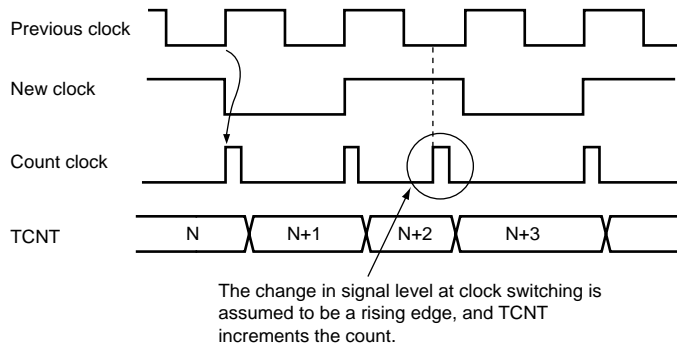 Previous clock
New clock
Count clock
TCNT
N
N+1
N+2
N+3
The change in signal level at clock switching is
assumed to be a rising edge, and TCNT
increments the count.